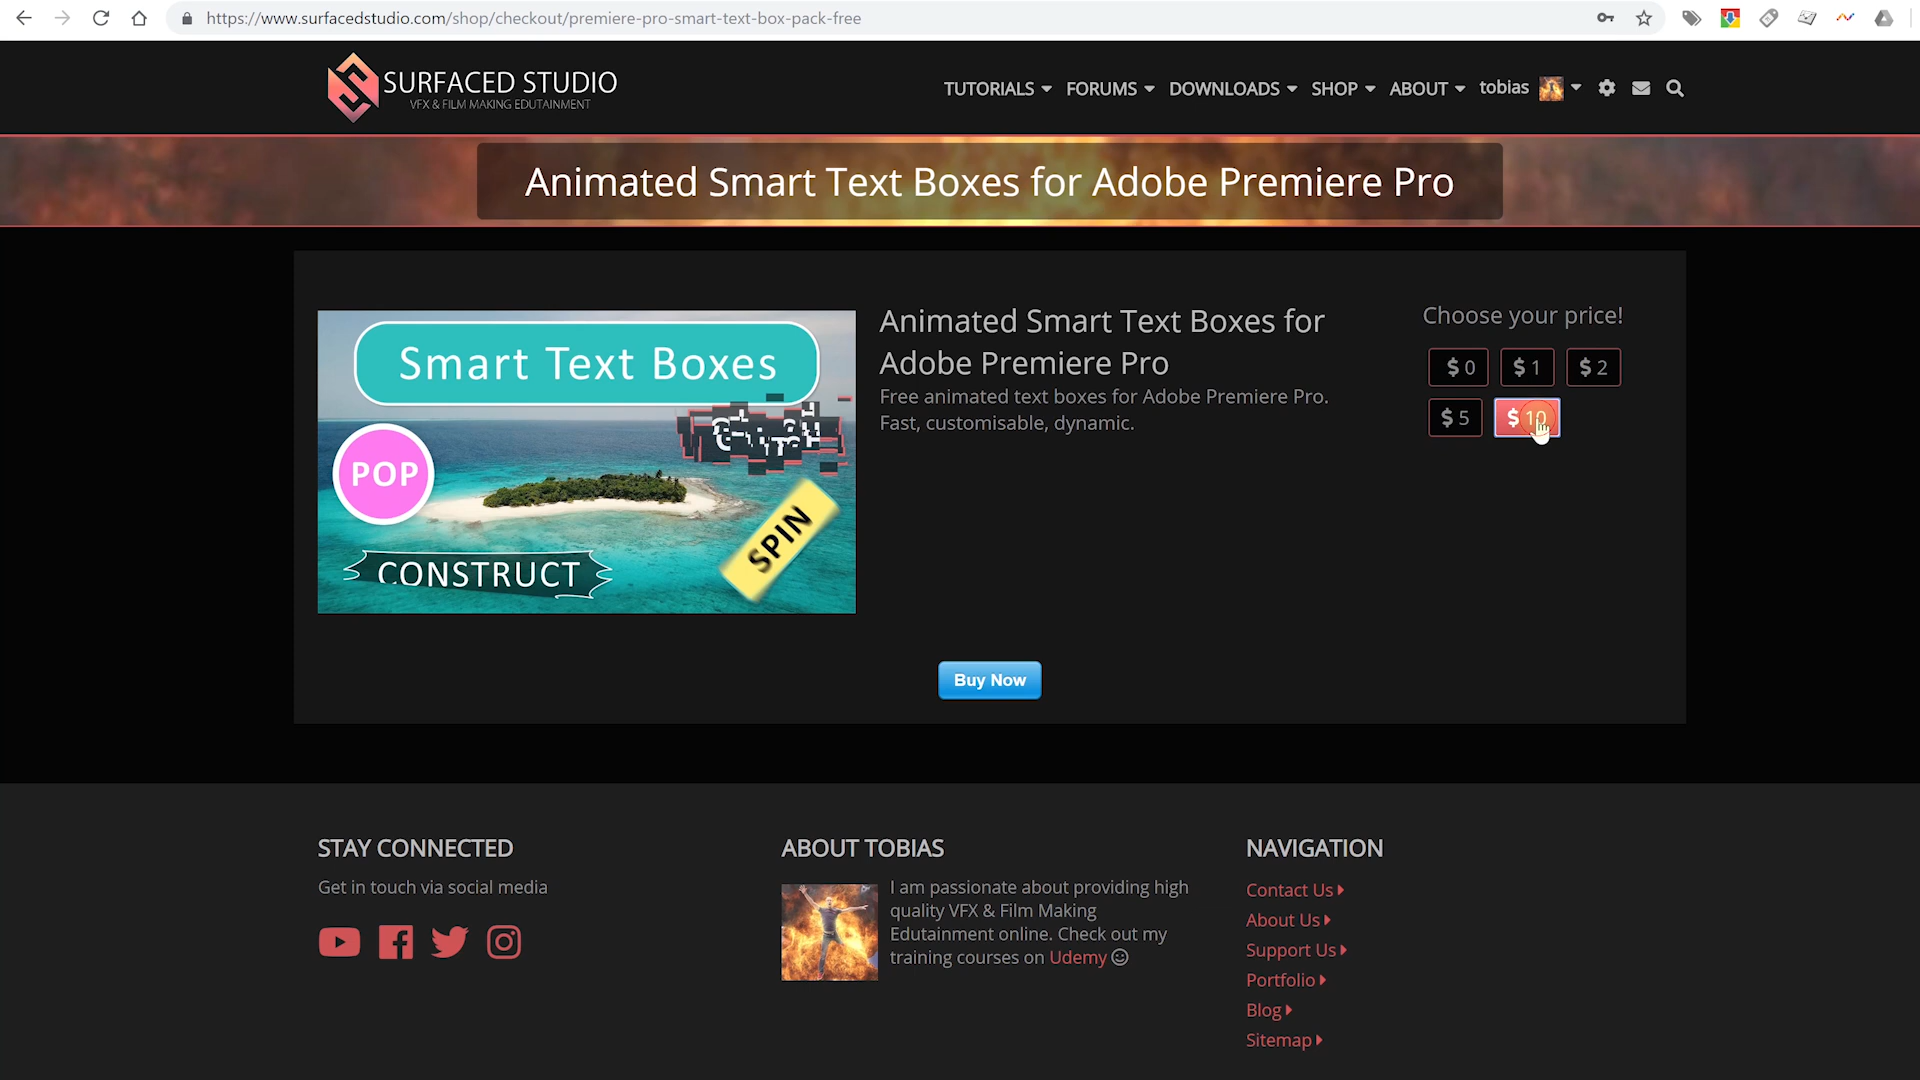 https://www.surfacedstudio.com/shop/checkout/premiere-pro-smart-text-box-pack-free
SURFACED STUDIO
VFX & FILM MAKING EDUTAINMENT
TUTORIALS FORUMS DOWNLOADS SHOP ABOUT tobias
Animated Smart Text Boxes for Adobe Premiere Pro
Smart Text Boxes
GLITCH
POP
SPIN
CONSTRUCT
Animated Smart Text Boxes for
Adobe Premiere Pro
Free animated text boxes for Adobe Premiere Pro.
Fast, customisable, dynamic.
Choose your price!
$ 0 $ 1 $ 2
$ 5 $ 10
Buy Now
STAY CONNECTED
Get in touch via social media
ABOUT TOBIAS
I am passionate about providing high
quality VFX & Film Making
Edutainment online. Check out my
training courses on Udemy
NAVIGATION
Contact Us
About Us
Support Us
Portfolio
Blog
Sitemap